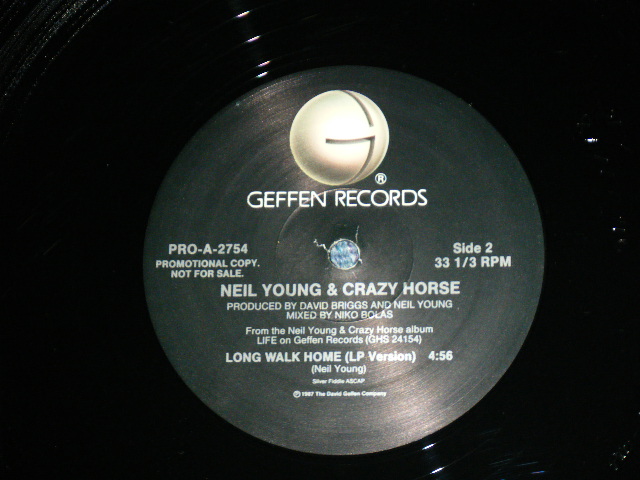 ®
GEFFEN RECORDS
PRO-A-2754
PROMOTIONAL COPY.
NOT FOR SALE.
Side 2
33 1/3 RPM
NEIL YOUNG & CRAZY HORSE
PRODUCED BY DAVID BRIGGS AND NEIL YOUNG
MIXED BY NIKO BOLAS
From the Neil Young & Crazy Horse album
LIFE on Geffen Records (GHS 24154)
LONG WALK HOME (LP Version) 4:56
(Neil Young)
Silver Fiddle ASCAP
℗ 1987 The David Geffen Company